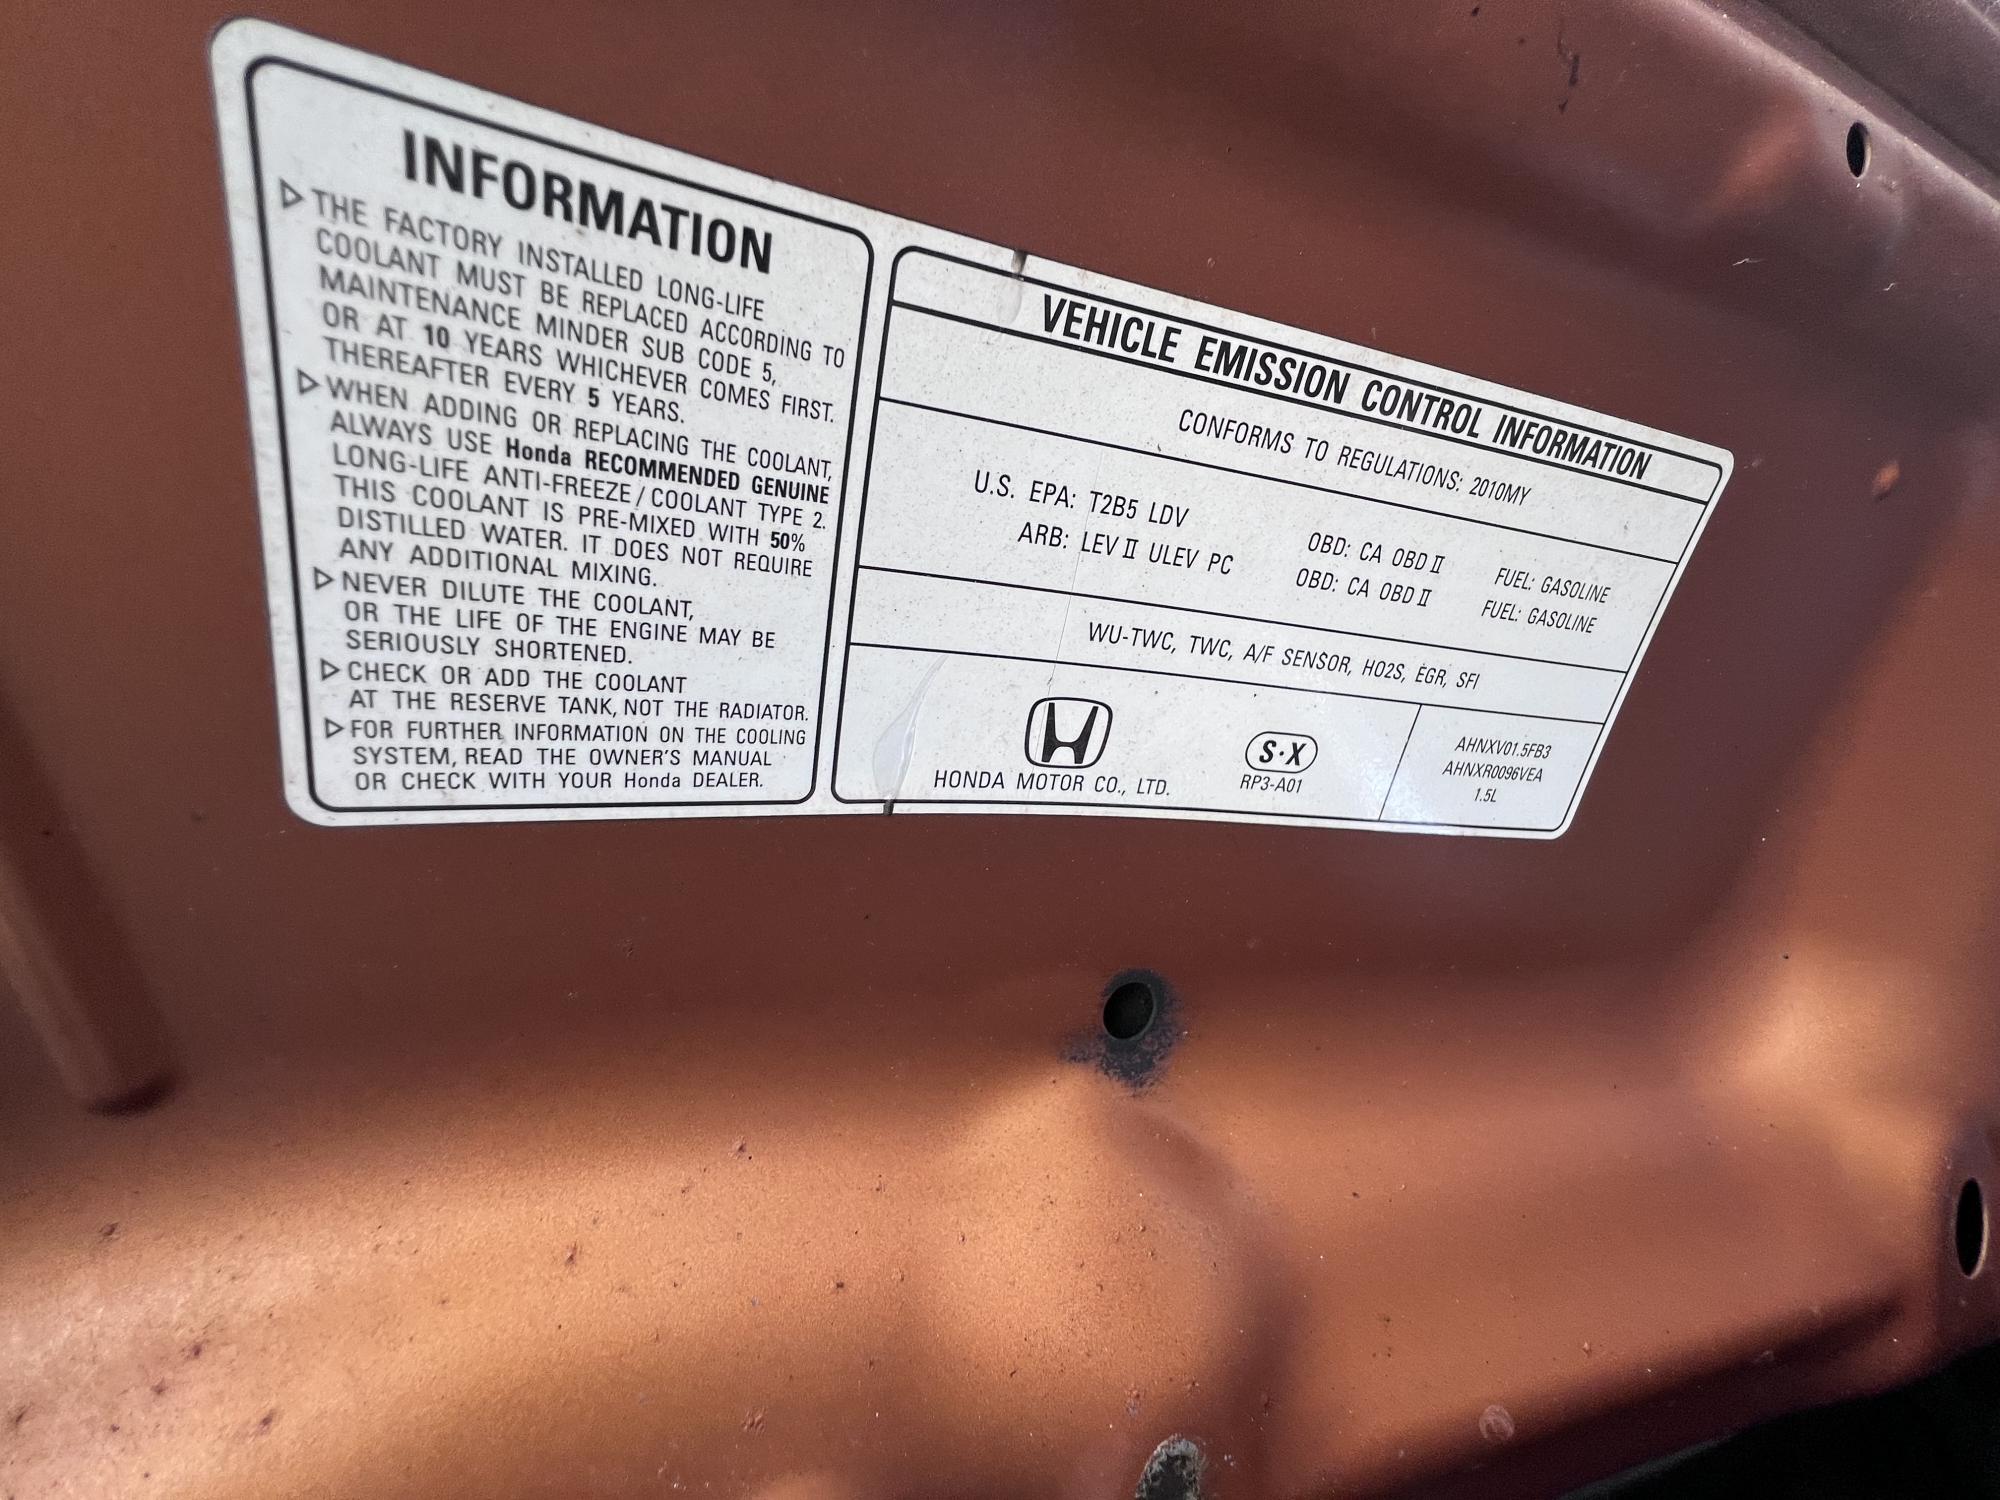 INFORMATION
▷ THE FACTORY INSTALLED LONG-LIFE
COOLANT MUST BE REPLACED ACCORDING TO
MAINTENANCE MINDER SUB CODE 5,
OR AT 10 YEARS WHICHEVER COMES FIRST.
THEREAFTER EVERY 5 YEARS.
▷ WHEN ADDING OR REPLACING THE COOLANT,
ALWAYS USE Honda RECOMMENDED GENUINE
LONG-LIFE ANTI-FREEZE/COOLANT TYPE 2.
THIS COOLANT IS PRE-MIXED WITH 50%
DISTILLED WATER. IT DOES NOT REQUIRE
ANY ADDITIONAL MIXING.
▷ NEVER DILUTE THE COOLANT,
OR THE LIFE OF THE ENGINE MAY BE
SERIOUSLY SHORTENED.
▷ CHECK OR ADD THE COOLANT
AT THE RESERVE TANK, NOT THE RADIATOR.
▷ FOR FURTHER INFORMATION ON THE COOLING
SYSTEM, READ THE OWNER'S MANUAL
OR CHECK WITH YOUR Honda DEALER.
VEHICLE EMISSION CONTROL INFORMATION
CONFORMS TO REGULATIONS: 2010MY
U.S. EPA: T2B5 LDV OBD: CA OBD II FUEL: GASOLINE
ARB: LEV II ULEV PC OBD: CA OBD II FUEL: GASOLINE
WU-TWC, TWC, A/F SENSOR, HO2S, EGR, SFI
HONDA MOTOR CO., LTD.
S·X
RP3-A01
AHNXV01.5FB3
AHNXR0096VEA
1.5L